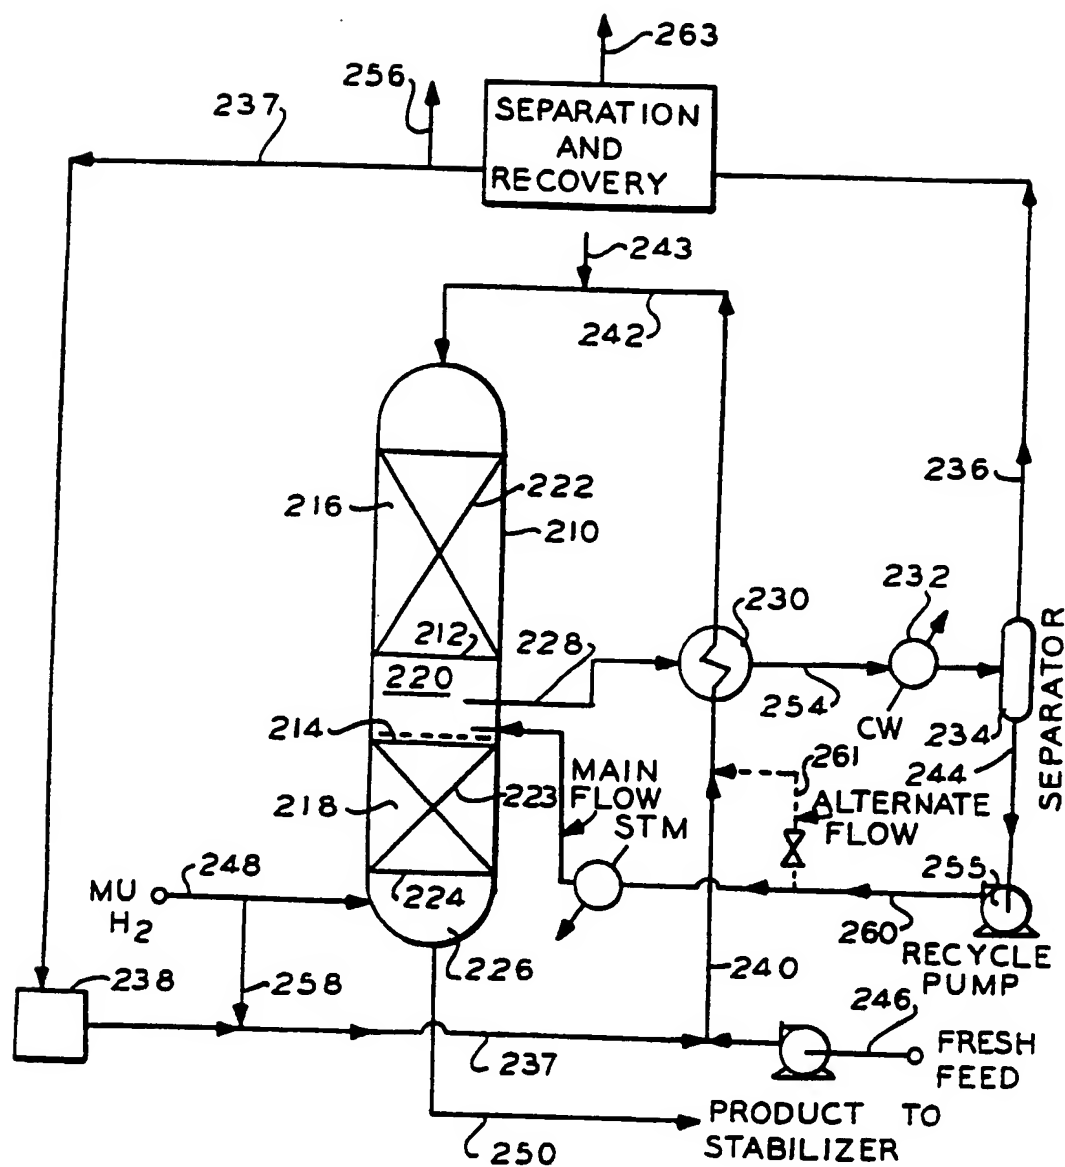 263
256
237
SEPARATION
AND
RECOVERY
243
242
236
216
222
210
232
230
212
228
220
254
CW
234
SEPARATOR
214
261
244
MAIN
FLOW
STM
223
218
ALTERNATE
FLOW
248
MU
H2
224
255
260
RECYCLE
PUMP
226
238
258
240
246
FRESH
FEED
237
PRODUCT TO
STABILIZER
250